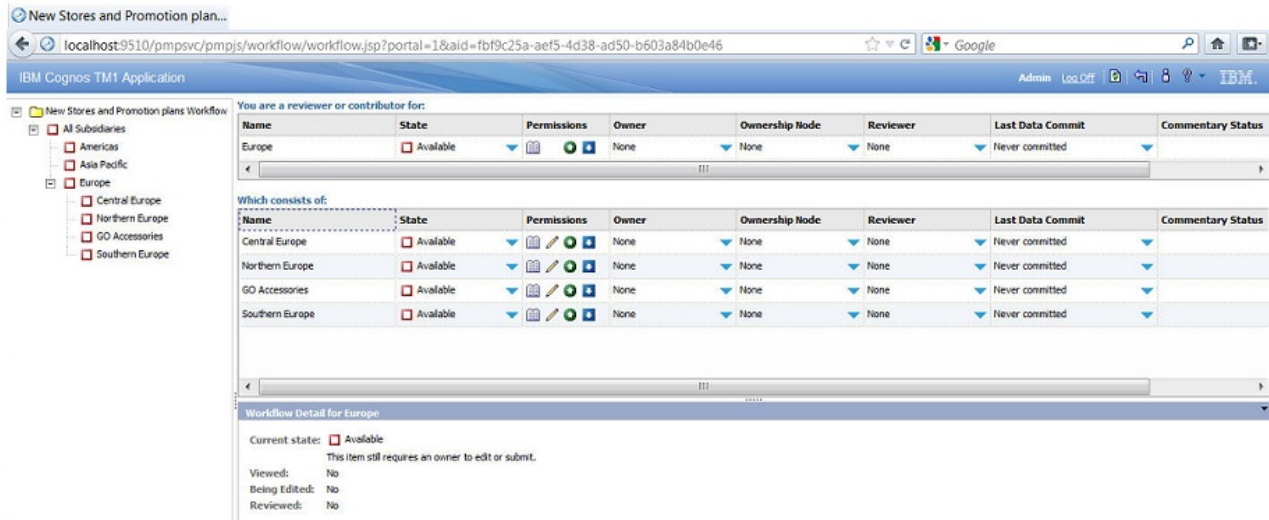 New Stores and Promotion plans...
localhost:9510/pmpsvc/pmpjs/workflow/workflow.jsp?portal=1&aid=fbf9c25a-aef5-4d38-ad50-b603a84b0e46 Google
IBM Cognos TM1 Application Admin Log Off IBM.
New Stores and Promotion plans Workflow
All Subsidiaries
Americas
Asia Pacific
Europe
Central Europe
Northern Europe
GO Accessories
Southern Europe
You are a reviewer or contributor for:
Name State Permissions Owner Ownership Node Reviewer Last Data Commit Commentary Status
Europe Available None None None Never committed
Which consists of:
Name State Permissions Owner Ownership Node Reviewer Last Data Commit Commentary Status
Central Europe Available None None None Never committed
Northern Europe Available None None None Never committed
GO Accessories Available None None None Never committed
Southern Europe Available None None None Never committed
Workflow Detail for Europe
Current state: Available
This item still requires an owner to edit or submit.
Viewed: No
Being Edited: No
Reviewed: No